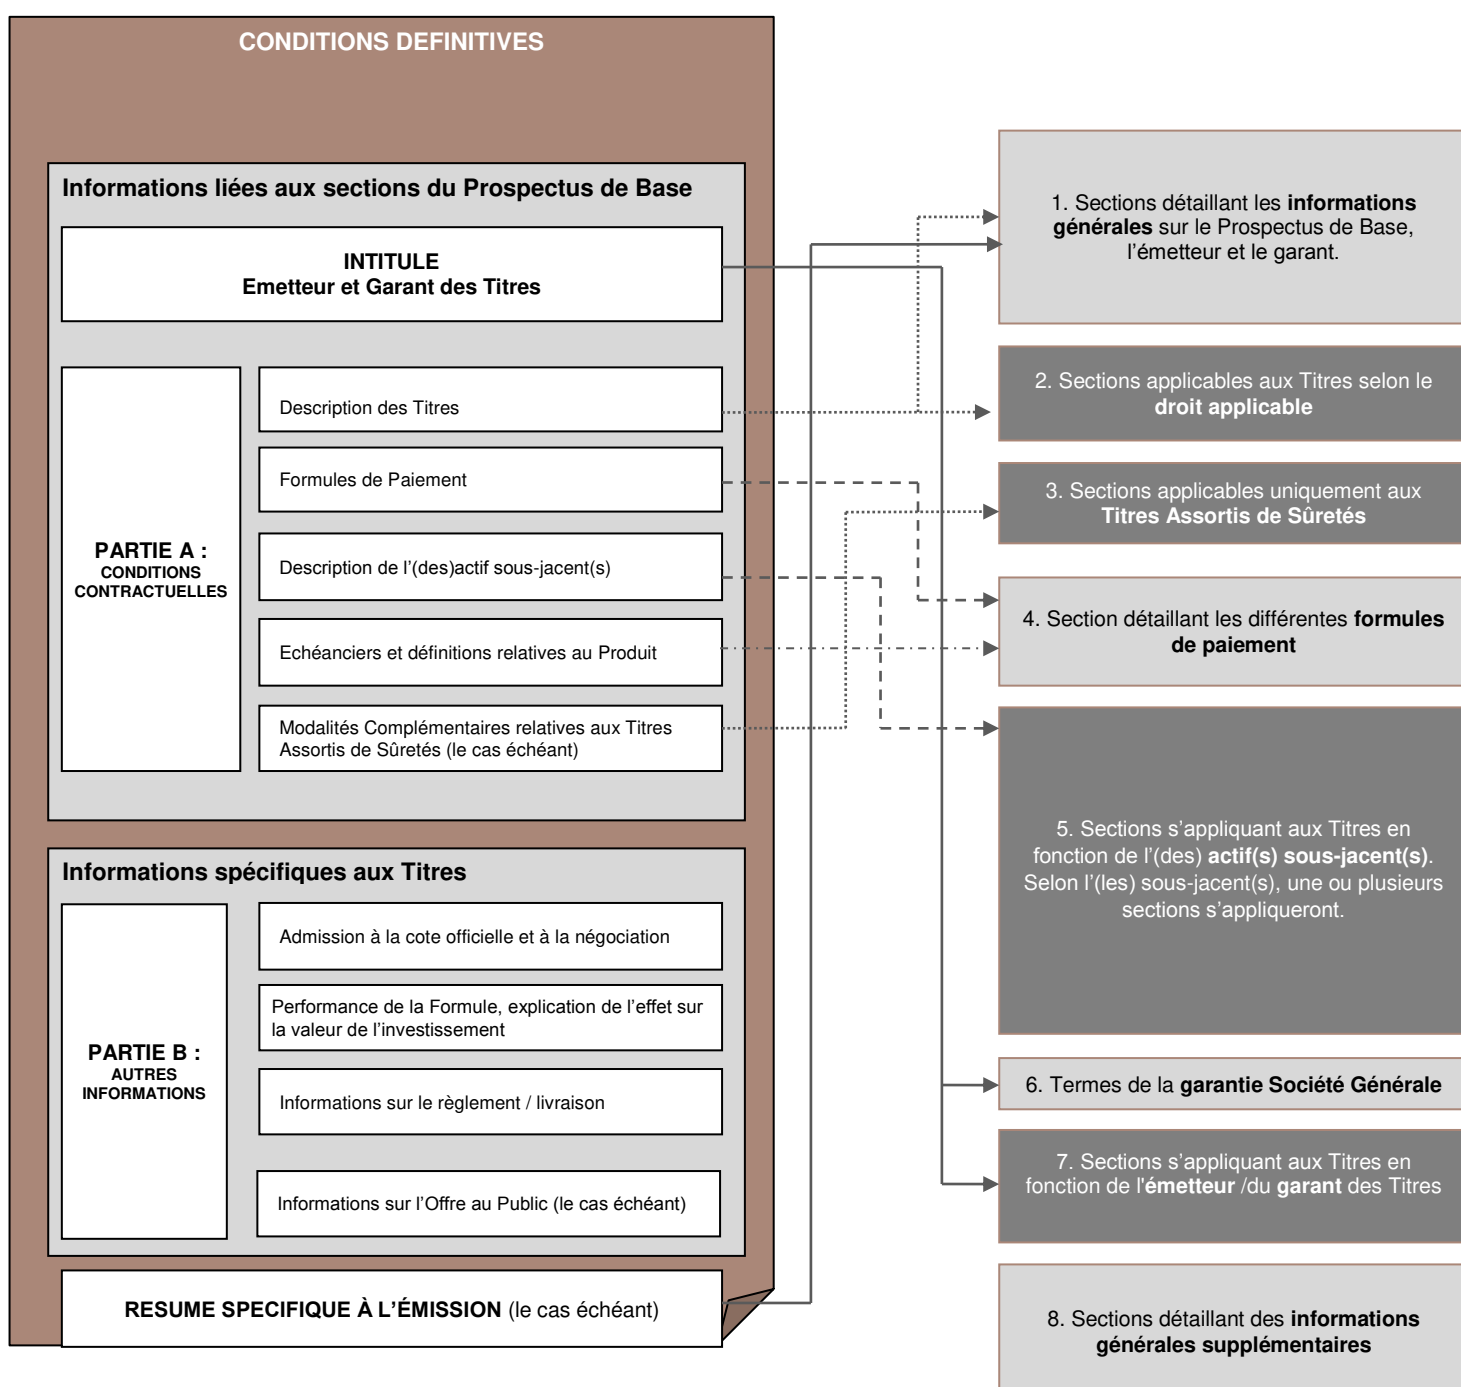 CONDITIONS DEFINITIVES
Informations liées aux sections du Prospectus de Base
INTITULE
Emetteur et Garant des Titres
PARTIE A :
CONDITIONS
CONTRACTUELLES
Description des Titres
Formules de Paiement
Description de l'(des)actif sous-jacent(s)
Echéanciers et définitions relatives au Produit
Modalités Complémentaires relatives aux Titres
Assortis de Sûretés (le cas échéant)
Informations spécifiques aux Titres
PARTIE B :
AUTRES
INFORMATIONS
Admission à la cote officielle et à la négociation
Performance de la Formule, explication de l'effet sur
la valeur de l'investissement
Informations sur le règlement / livraison
Informations sur l'Offre au Public (le cas échéant)
RESUME SPECIFIQUE À L'ÉMISSION (le cas échéant)
1. Sections détaillant les informations
générales sur le Prospectus de Base,
l'émetteur et le garant.
2. Sections applicables aux Titres selon le
droit applicable
3. Sections applicables uniquement aux
Titres Assortis de Sûretés
4. Section détaillant les différentes formules
de paiement
5. Sections s'appliquant aux Titres en
fonction de l'(des) actif(s) sous-jacent(s).
Selon l'(les) sous-jacent(s), une ou plusieurs
sections s'appliqueront.
6. Termes de la garantie Société Générale
7. Sections s'appliquant aux Titres en
fonction de l'émetteur /du garant des Titres
8. Sections détaillant des informations
générales supplémentaires